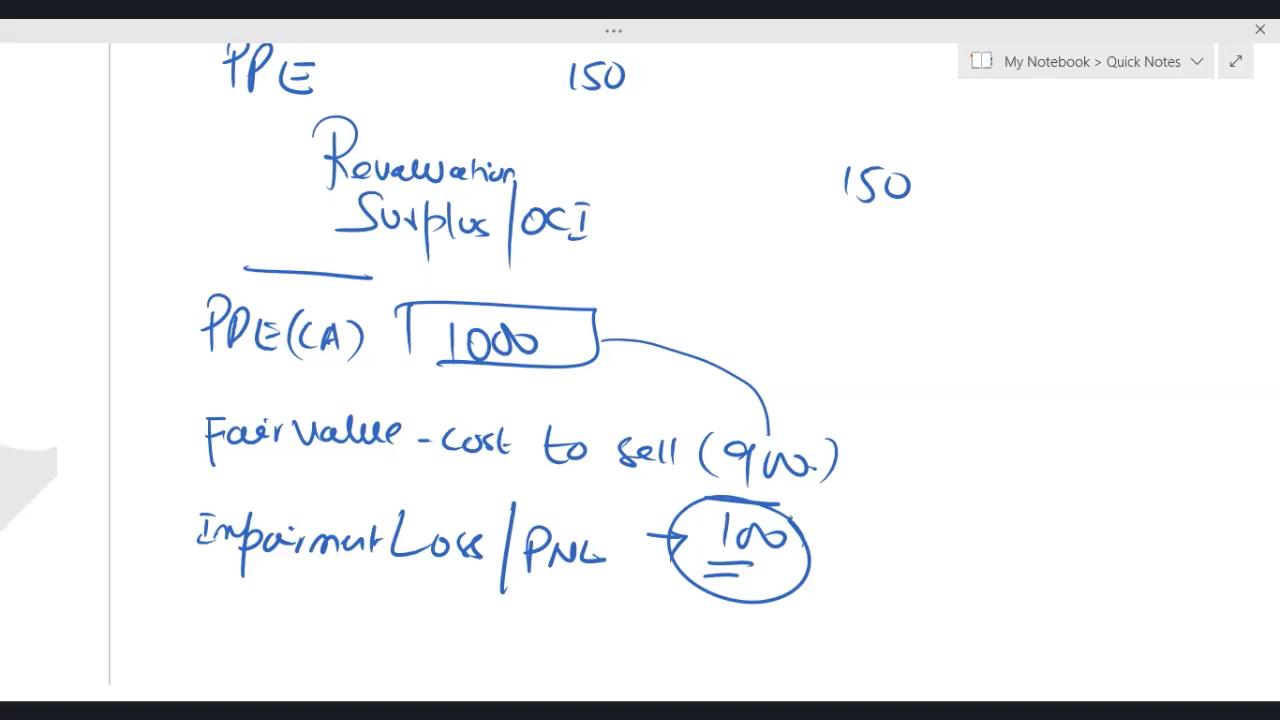 My Notebook > Quick Notes
PPE 150
Revaluation 150
Surplus/OCI
PPE(CA) 1000
Fair value - cost to sell (900)
Impairment Loss/PNL → 100